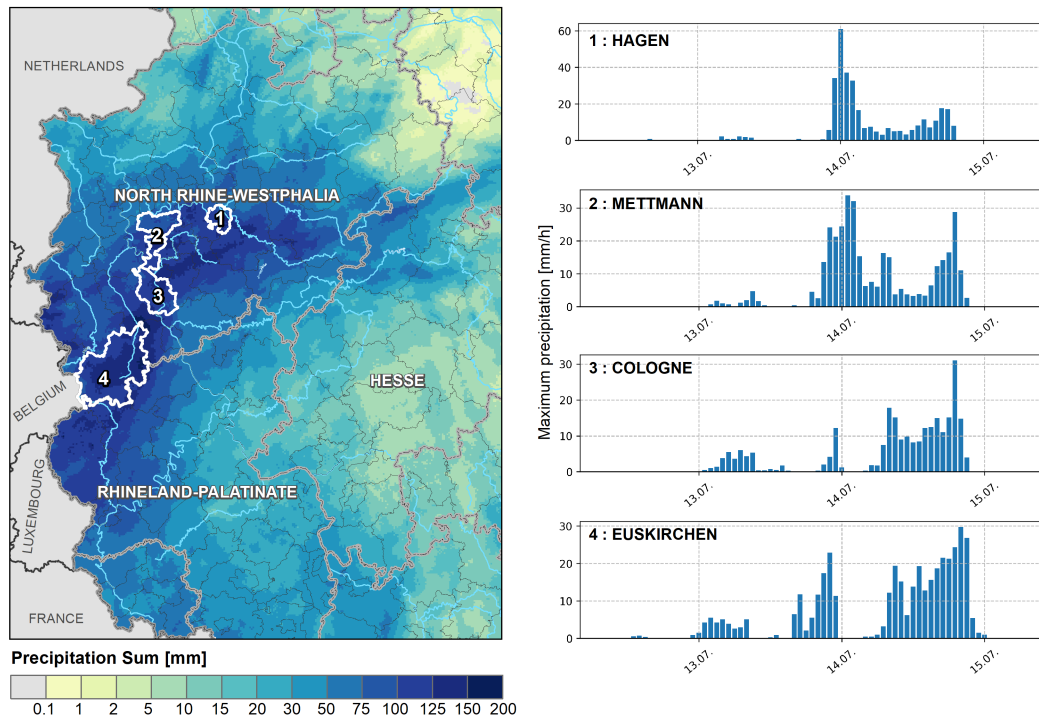 NETHERLANDS
NORTH RHINE-WESTPHALIA
1
2
3
4
BELGIUM
HESSE
LUXEMBOURG
RHINELAND-PALATINATE
FRANCE
Precipitation Sum [mm]
0.1 1 2 5 10 15 20 30 50 75 100 125 150 200
Maximum precipitation [mm/h]
1 : HAGEN
60
40
20
0
13.07. 14.07. 15.07.
2 : METTMANN
30
20
10
0
13.07. 14.07. 15.07.
3 : COLOGNE
30
20
10
0
13.07. 14.07. 15.07.
4 : EUSKIRCHEN
30
20
10
0
13.07. 14.07. 15.07.